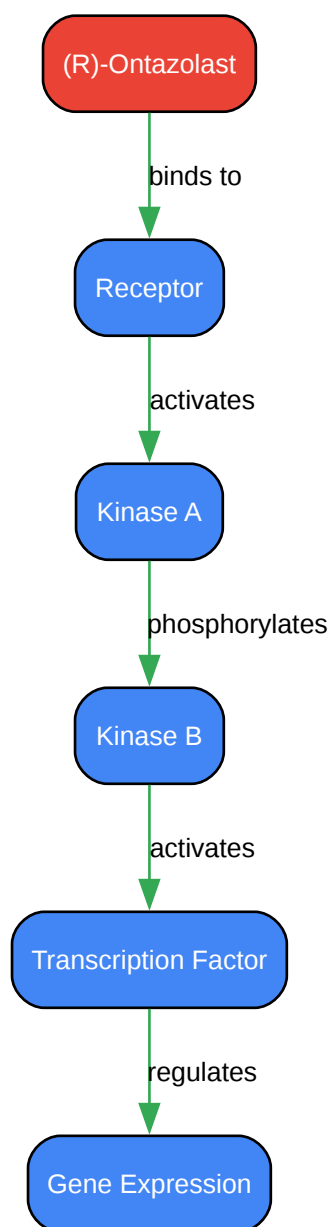 (R)-Ontazolast
binds to
Receptor
activates
Kinase A
phosphorylates
Kinase B
activates
Transcription Factor
regulates
Gene Expression